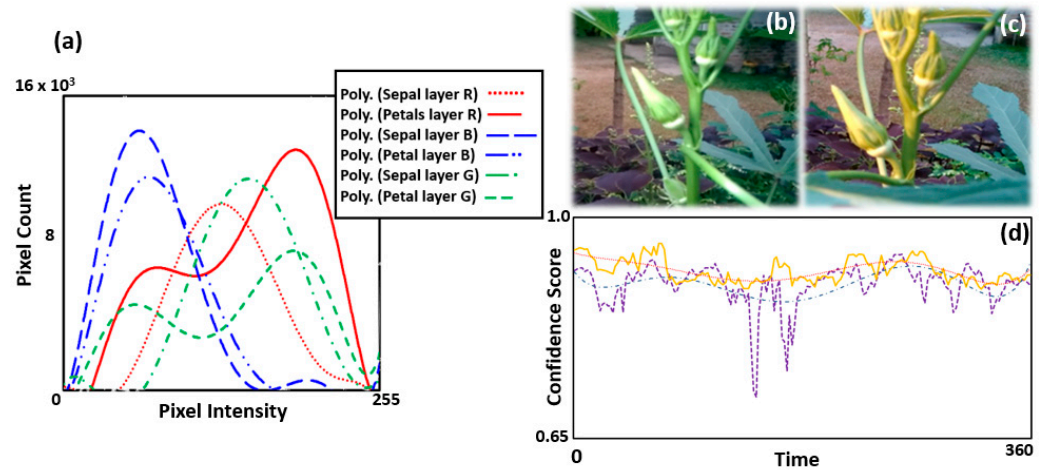 (a)
16 x 10³
Pixel Count
8
0
255
Pixel Intensity
Poly. (Sepal layer R)
Poly. (Petals layer R)
Poly. (Sepal layer B)
Poly. (Petal layer B)
Poly. (Sepal layer G)
Poly. (Petal layer G)
(b)
(c)
1.0
(d)
Confidence Score
0.65
0
360
Time